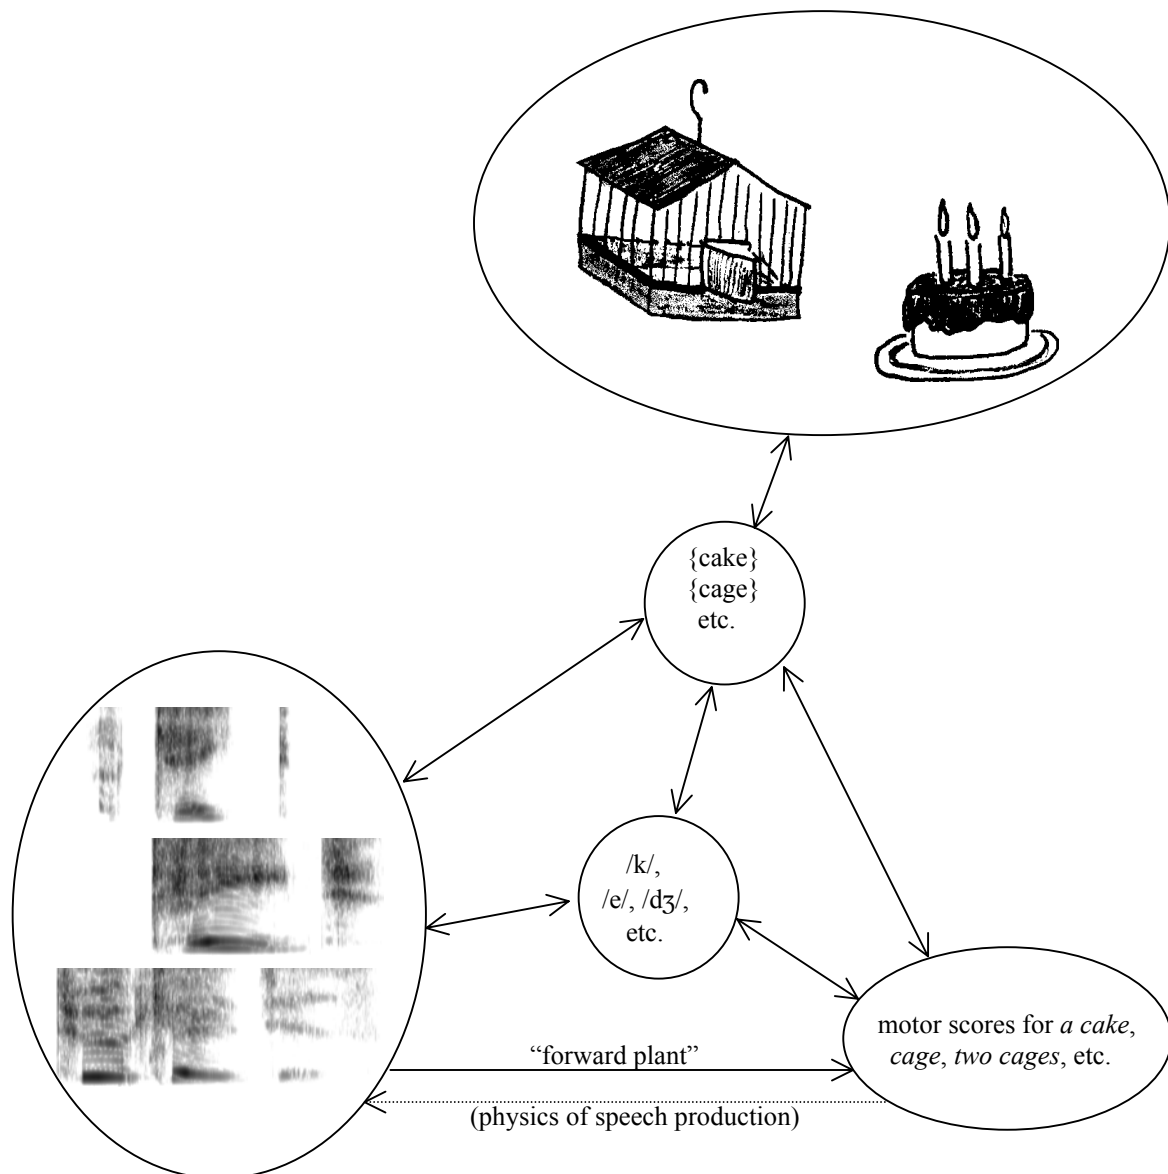 {cake}
{cage}
etc.
/k/,
/e/, /dʒ/,
etc.
motor scores for a cake,
cage, two cages, etc.
“forward plant”
(physics of speech production)